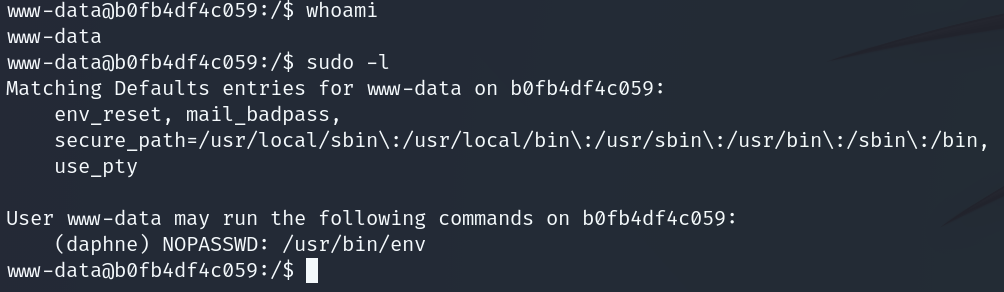 www-data@b0fb4df4c059:/$ whoami
www-data
www-data@b0fb4df4c059:/$ sudo -l
Matching Defaults entries for www-data on b0fb4df4c059:
    env_reset, mail_badpass,
    secure_path=/usr/local/sbin\:/usr/local/bin\:/usr/sbin\:/usr/bin\:/sbin\:/bin,
    use_pty

User www-data may run the following commands on b0fb4df4c059:
    (daphne) NOPASSWD: /usr/bin/env
www-data@b0fb4df4c059:/$